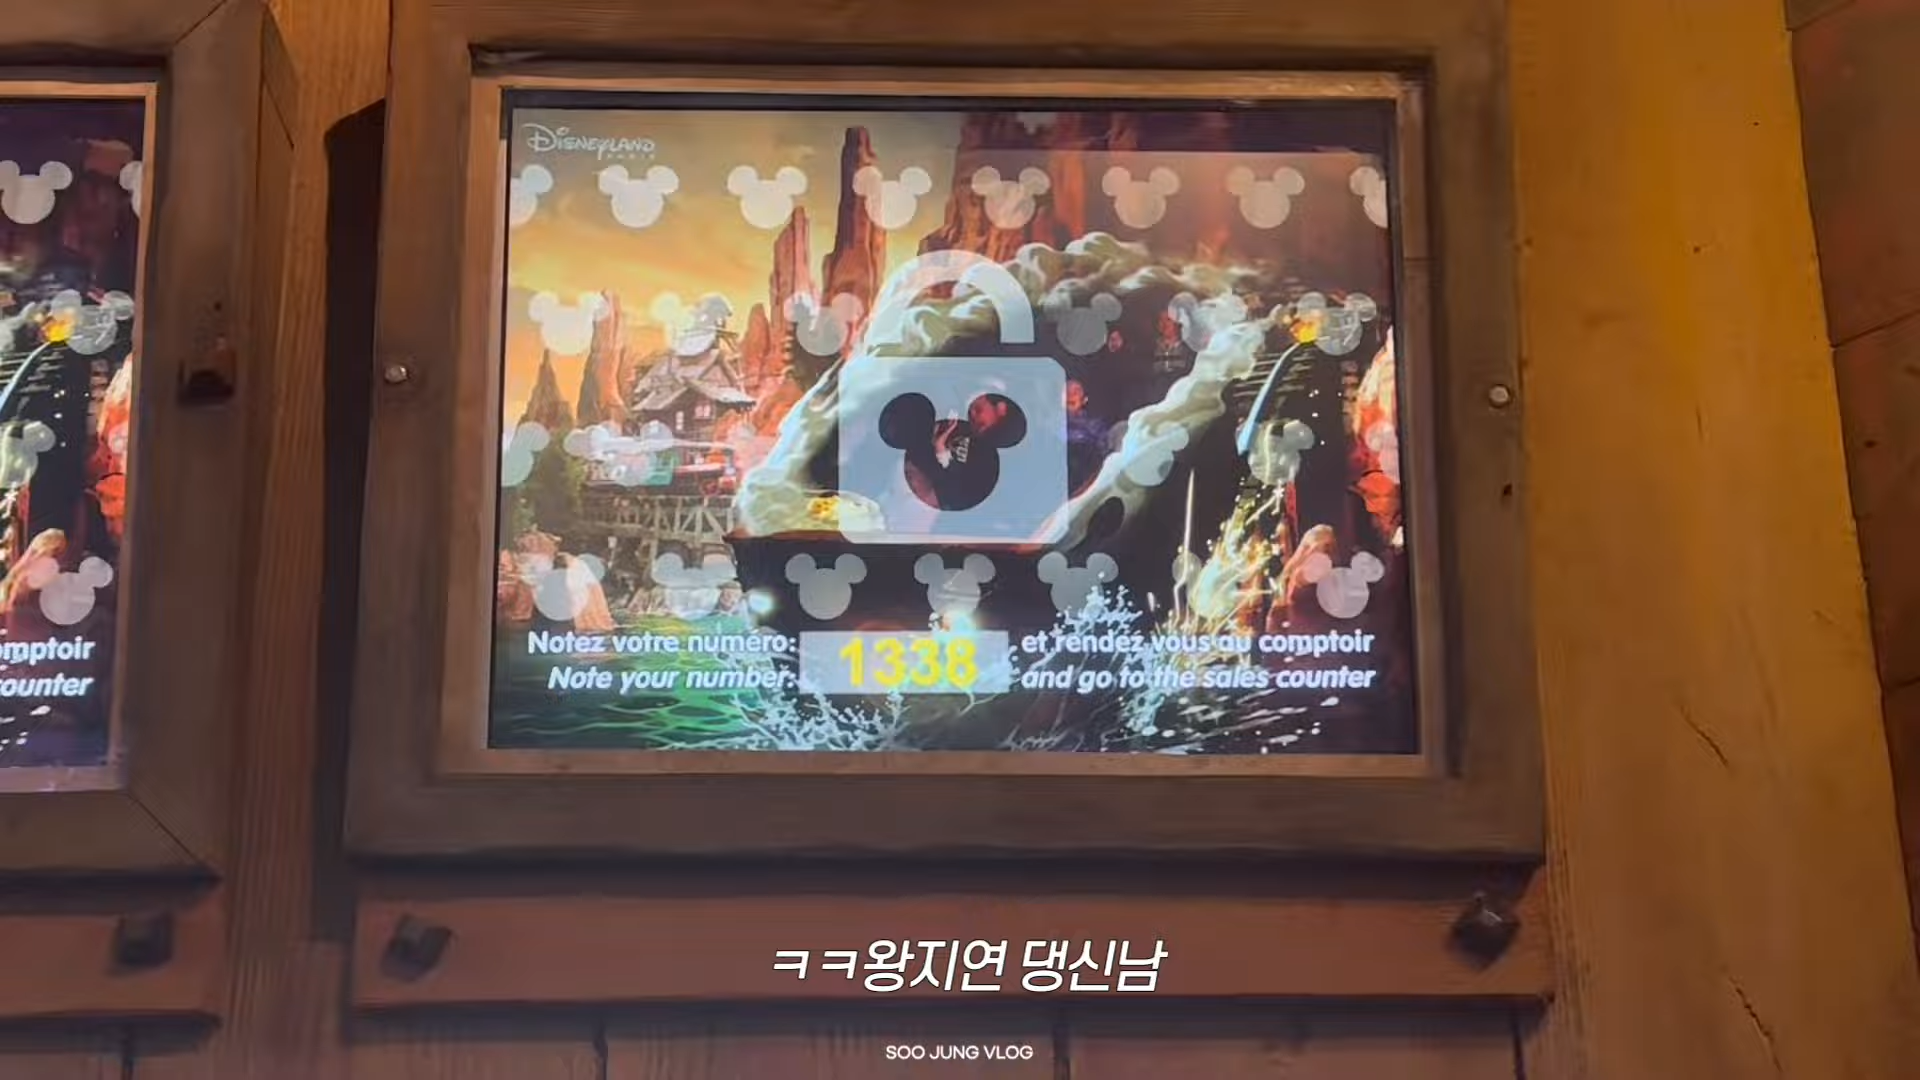 DISNEYLAND
PARIS
Notez votre numéro: 1338 et rendez vous au comptoir
Note your number: and go to the sales counter
omptoir
ounter
ㅋㅋ왕지연 댕신남
SOO JUNG VLOG